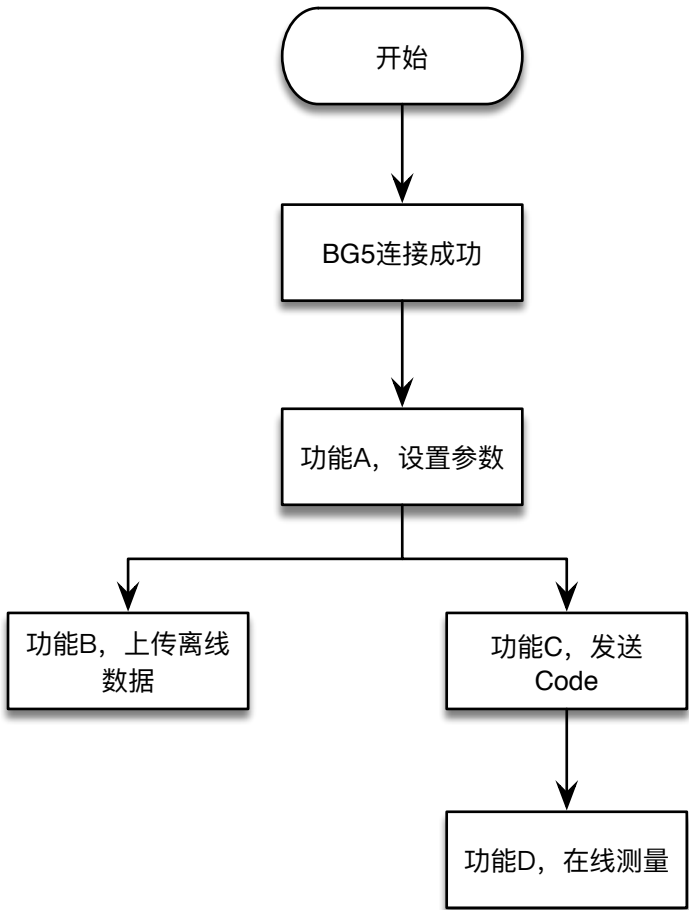 开始
BG5连接成功
功能A，设置参数
功能B，上传离线
数据
功能C，发送
Code
功能D，在线测量